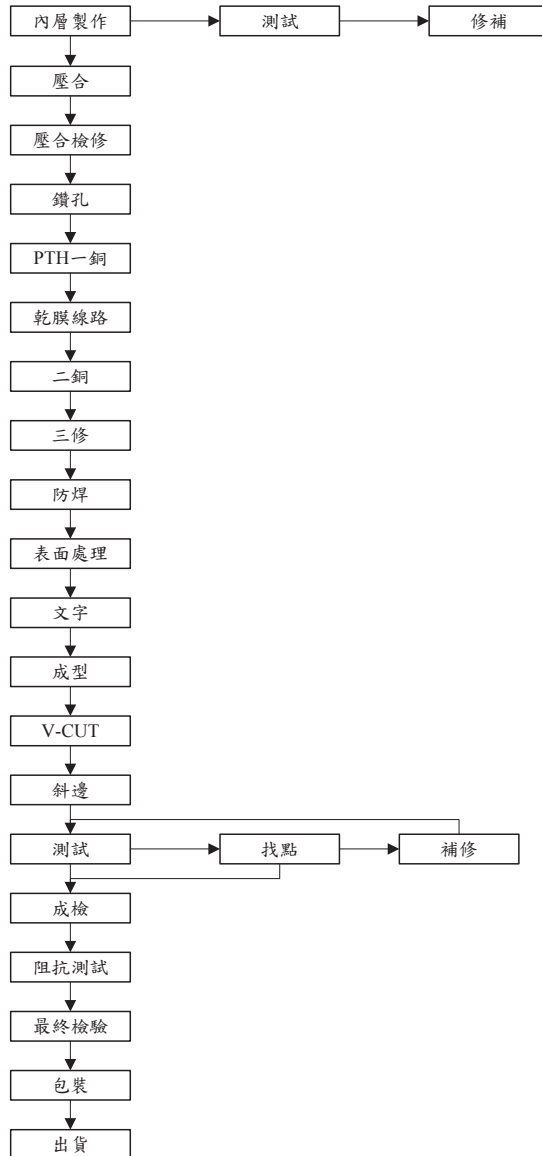 內層製作
測試
修補
壓合
壓合檢修
鑽孔
PTH一銅
乾膜線路
二銅
三修
防焊
表面處理
文字
成型
V-CUT
斜邊
測試
找點
補修
成檢
阻抗測試
最終檢驗
包裝
出貨